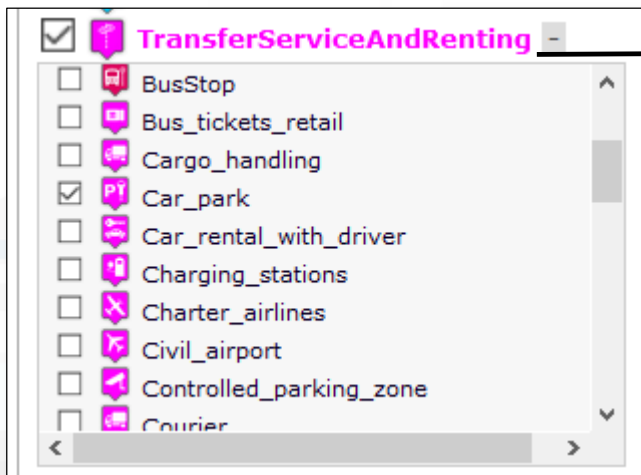 TransferServiceAndRenting -
BusStop
Bus_tickets_retail
Cargo_handling
Car_park
Car_rental_with_driver
Charging_stations
Charter_airlines
Civil_airport
Controlled_parking_zone
Courier